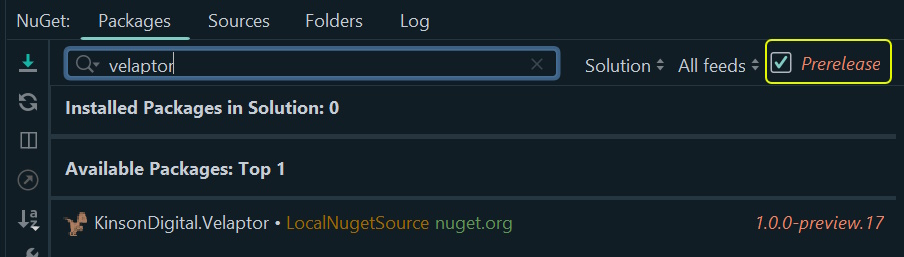 NuGet: Packages Sources Folders Log
velaptor Solution All feeds Prerelease
Installed Packages in Solution: 0
Available Packages: Top 1
KinsonDigital.Velaptor • LocalNugetSource nuget.org 1.0.0-preview.17